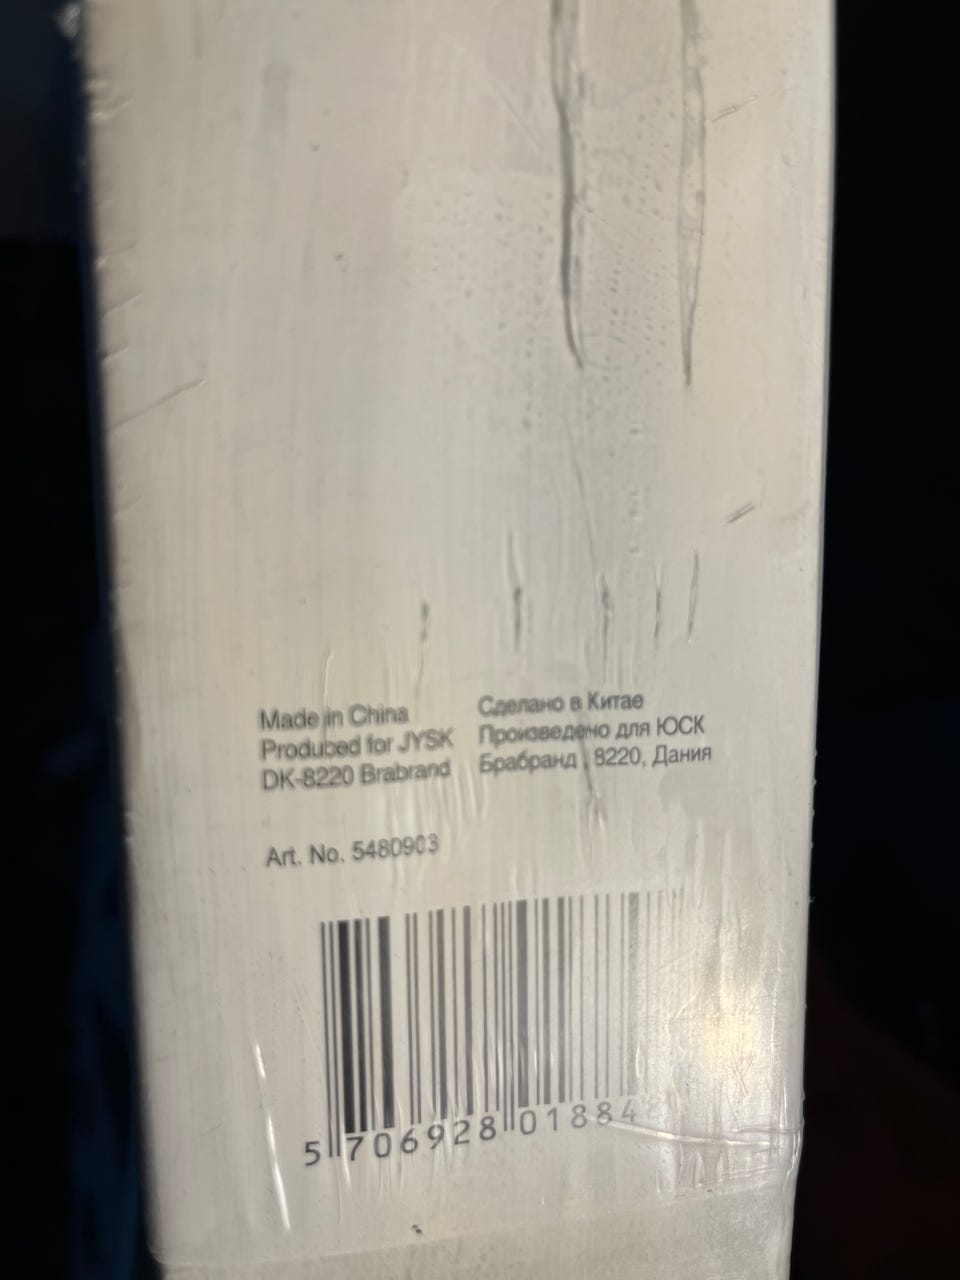 Made in China
Produced for JYSK
DK-8220 Brabrand
Сделано в Китае
Произведено для ЮСК
Брабранд , 8220, Дания
Art. No. 5480903
5 706928 018848